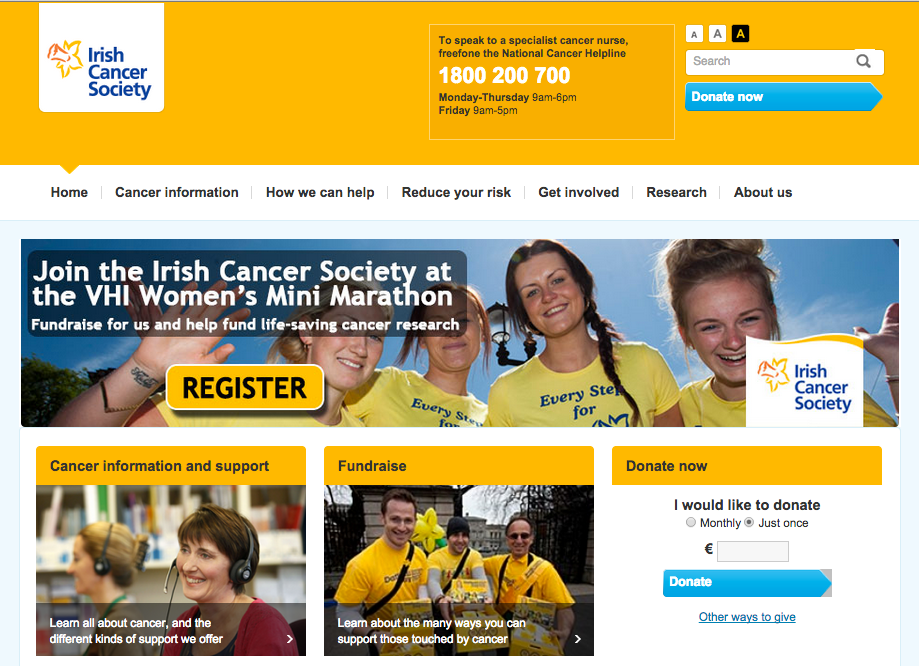 Irish
Cancer
Society
To speak to a specialist cancer nurse,
freefone the National Cancer Helpline
1800 200 700
Monday-Thursday 9am-6pm
Friday 9am-5pm
A A A
Search
Donate now
Home Cancer information How we can help Reduce your risk Get involved Research About us
Join the Irish Cancer Society at
the VHI Women's Mini Marathon
Fundraise for us and help fund life-saving cancer research
REGISTER
Every Step
for
Every Step
for
Irish
Cancer
Society
Cancer information and support
Learn all about cancer, and the
different kinds of support we offer
Fundraise
Learn about the many ways you can
support those touched by cancer
Donate now
I would like to donate
Monthly Just once
€
Donate
Other ways to give